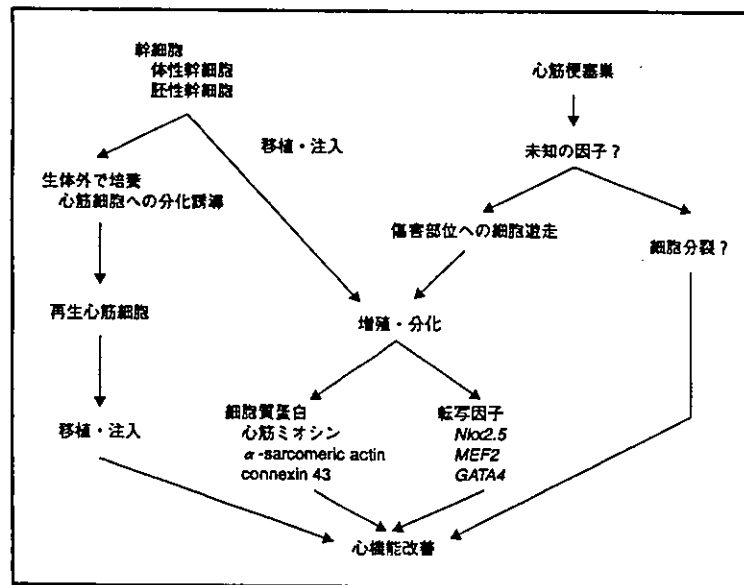 幹細胞
体性幹細胞
胚性幹細胞
移植・注入
生体外で培養
心筋細胞への分化誘導
再生心筋細胞
移植・注入
心筋梗塞巣
未知の因子?
傷害部位への細胞遊走
細胞分裂?
増殖・分化
細胞質蛋白
心筋ミオシン
α-sarcomeric actin
connexin 43
転写因子
Nkx2.5
MEF2
GATA4
心機能改善